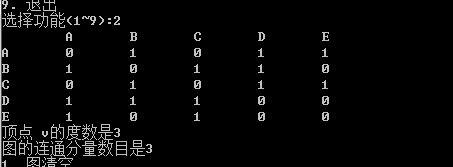 9. 退出
选择功能(1~9):2
A B C D E
A 0 1 0 1 1
B 1 0 1 1 0
C 0 1 0 1 1
D 1 1 1 0 0
E 1 0 1 0 0
顶点 v的度数是3
图的连通分量数目是3
1. 图清空